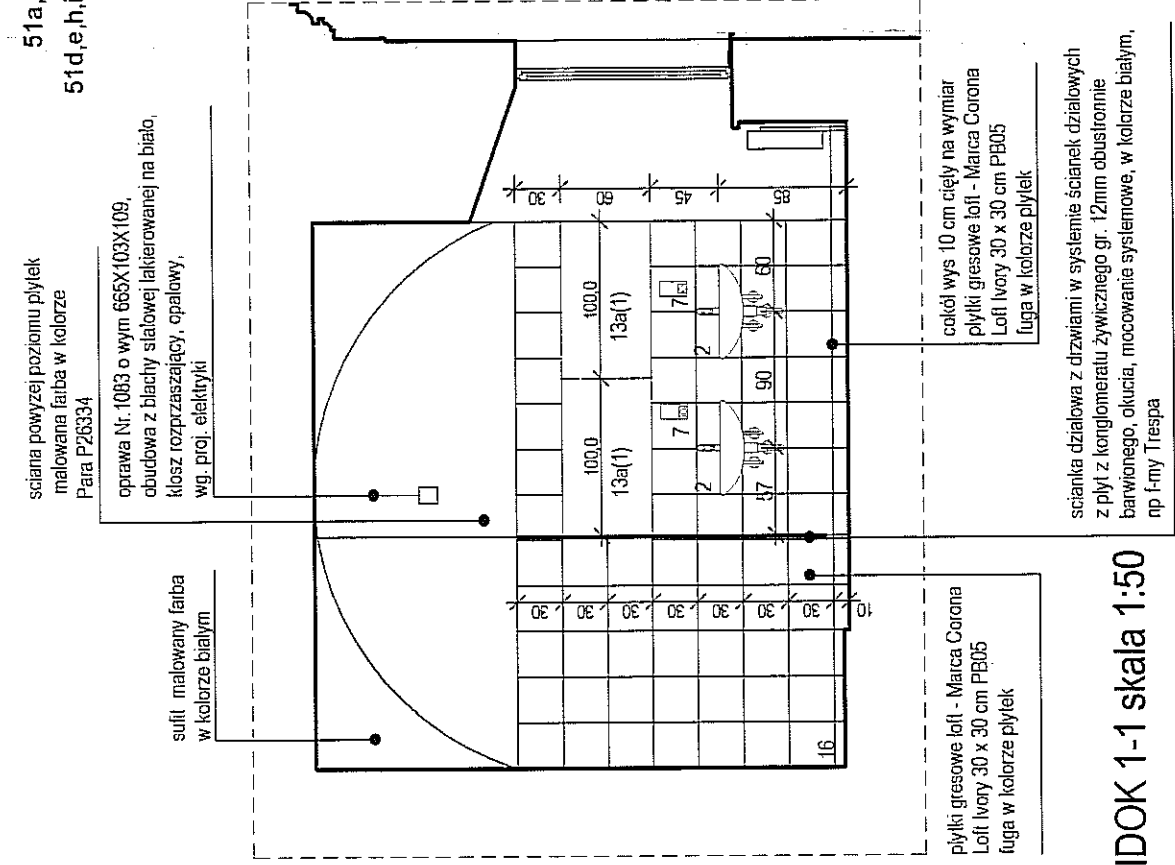 51a,
51d,e,h,i
sciana powyzej poziomu płytek
malowana farba w kolorze
Para P26334
oprawa Nr.1083 o wym 665X103X109,
obudowa z blachy stalowej lakierowanej na biało,
klosz rozpraszający, opalowy,
wg. proj. elektryki
sufit malowany farba
w kolorze białym
30
60
45
85
100,0
13a(1)
100,0
13a(1)
7
7
2
2
60
90
57
30
30
30
30
30
30
30
10
16
cokół wys 10 cm cięty na wymiar
płytki gresowe loft - Marca Corona
Loft Ivory 30 x 30 cm PB05
fuga w kolorze płytek
płytki gresowe loft - Marca Corona
Loft Ivory 30 x 30 cm PB05
fuga w kolorze płytek
scianka działowa z drzwiami w systemie ścianek działowych
z płyt z konglomeratu żywicznego gr. 12mm obustronnie
barwionego, okucia, mocowanie systemowe, w kolorze białym,
np f-my Trespa
IDOK 1-1 skala 1:50